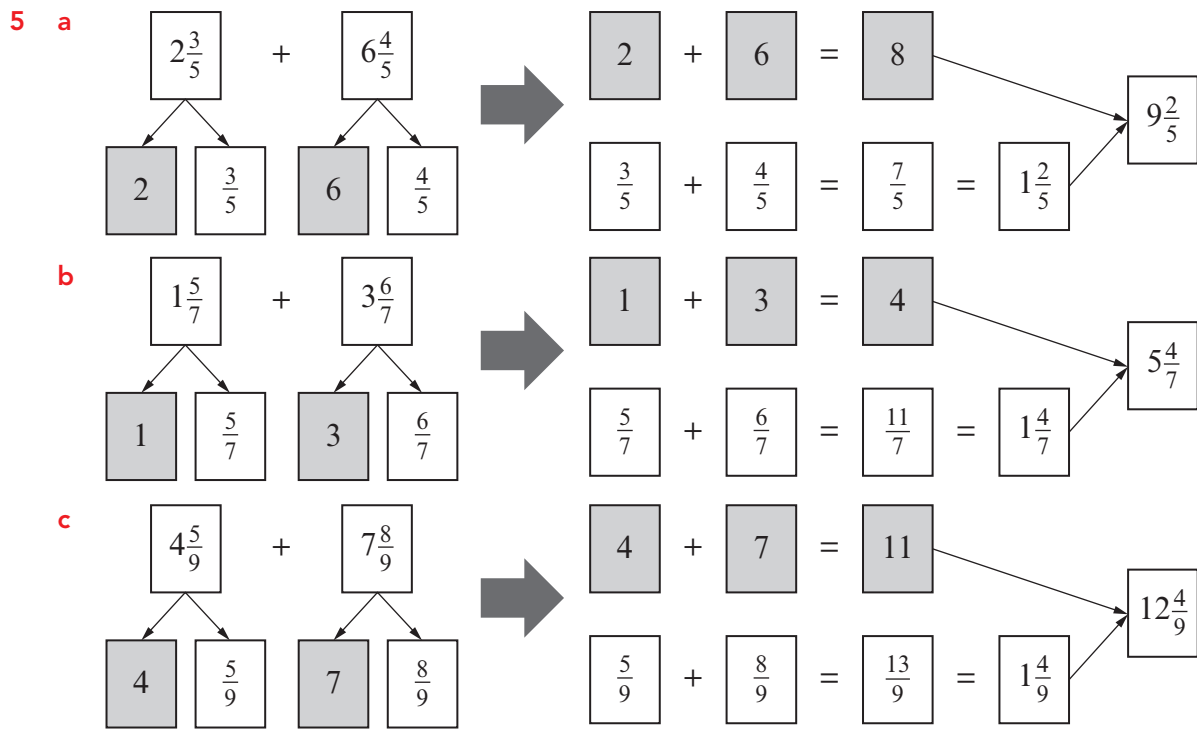 5 a 2 3/5 + 6 4/5 2 + 6 = 8
9 2/5
2 3/5 6 4/5 3/5 + 4/5 = 7/5 = 1 2/5
b 1 5/7 + 3 6/7 1 + 3 = 4
5 4/7
1 5/7 3 6/7 5/7 + 6/7 = 11/7 = 1 4/7
c 4 5/9 + 7 8/9 4 + 7 = 11
12 4/9
4 5/9 7 8/9 5/9 + 8/9 = 13/9 = 1 4/9